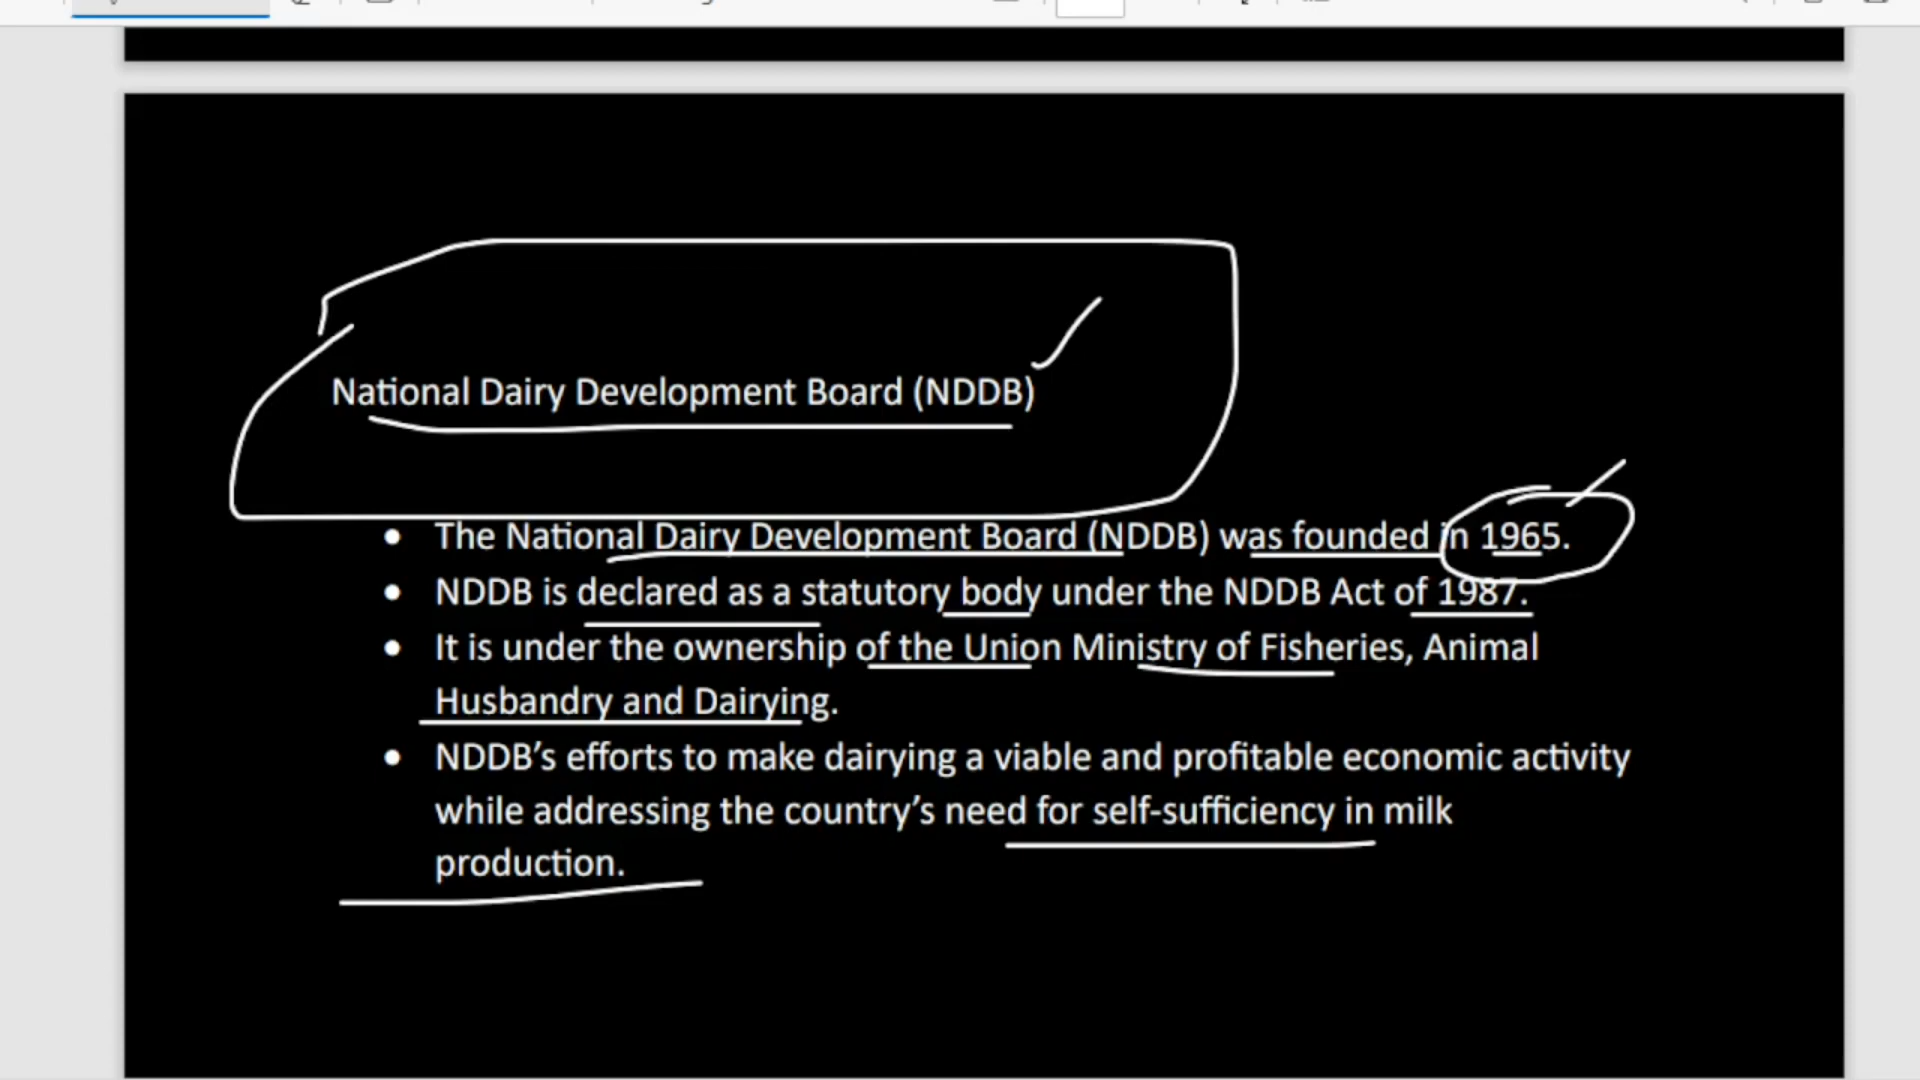 National Dairy Development Board (NDDB)
• The National Dairy Development Board (NDDB) was founded in 1965.
• NDDB is declared as a statutory body under the NDDB Act of 1987.
• It is under the ownership of the Union Ministry of Fisheries, Animal
Husbandry and Dairying.
• NDDB’s efforts to make dairying a viable and profitable economic activity
while addressing the country’s need for self-sufficiency in milk
production.